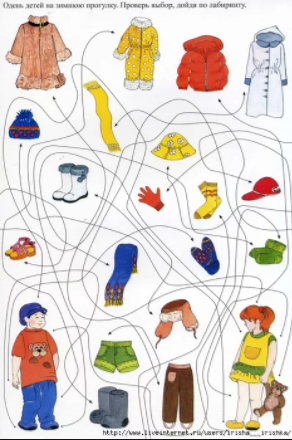 Одень детей на зимнюю прогулку. Проверь выбор, дойдя по лабиринту.
http://www.liveinternet.ru/users/irisha___irishka/